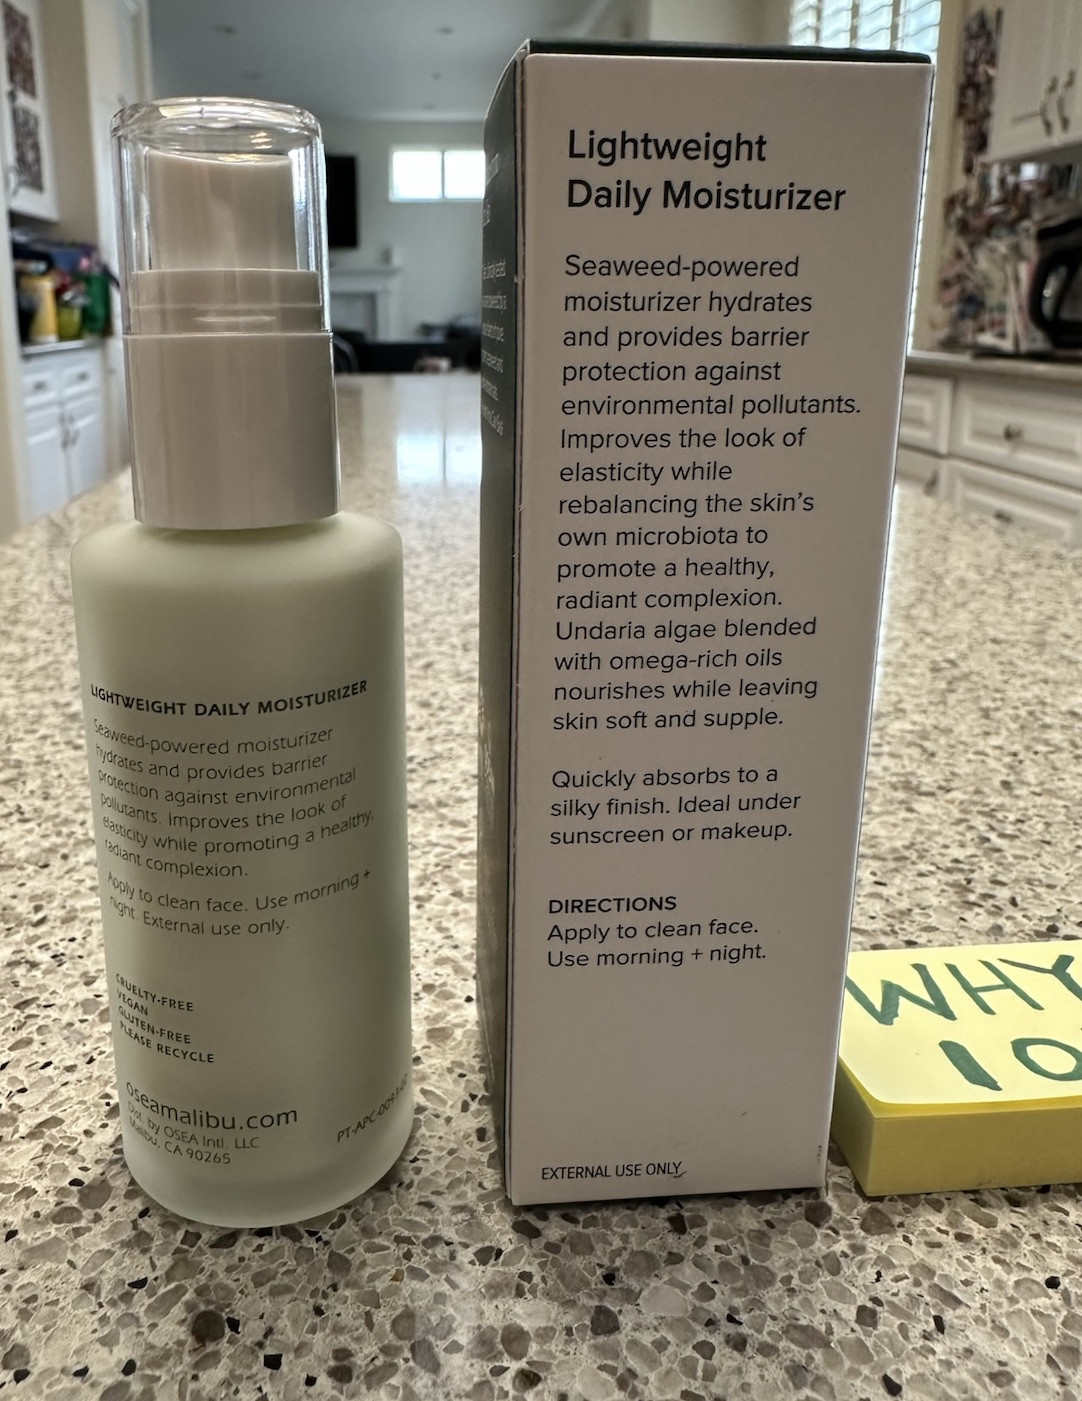 LIGHTWEIGHT DAILY MOISTURIZER
Seaweed-powered moisturizer
hydrates and provides barrier
protection against environmental
pollutants. Improves the look of
elasticity while promoting a healthy,
radiant complexion.
Apply to clean face. Use morning +
night. External use only.
CRUELTY-FREE
VEGAN
GLUTEN-FREE
PLEASE RECYCLE
oseamalibu.com
Dist. by OSEA Intl. LLC
Malibu, CA 90265
Lightweight
Daily Moisturizer
Seaweed-powered
moisturizer hydrates
and provides barrier
protection against
environmental pollutants.
Improves the look of
elasticity while
rebalancing the skin's
own microbiota to
promote a healthy,
radiant complexion.
Undaria algae blended
with omega-rich oils
nourishes while leaving
skin soft and supple.
Quickly absorbs to a
silky finish. Ideal under
sunscreen or makeup.
DIRECTIONS
Apply to clean face.
Use morning + night.
EXTERNAL USE ONLY
WHY
10